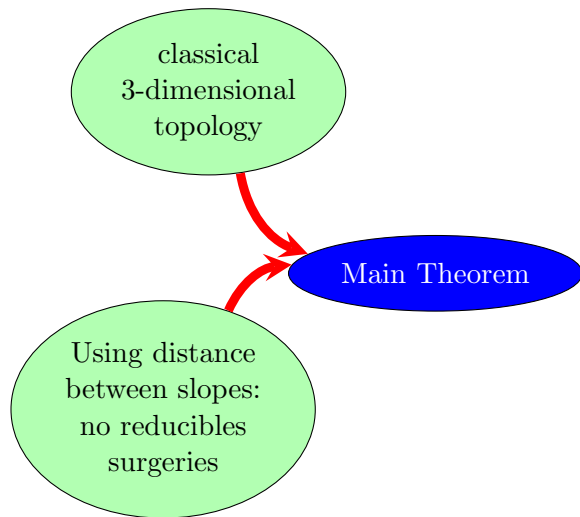 classical
3-dimensional
topology
Main Theorem
Using distance
between slopes:
no reducibles
surgeries